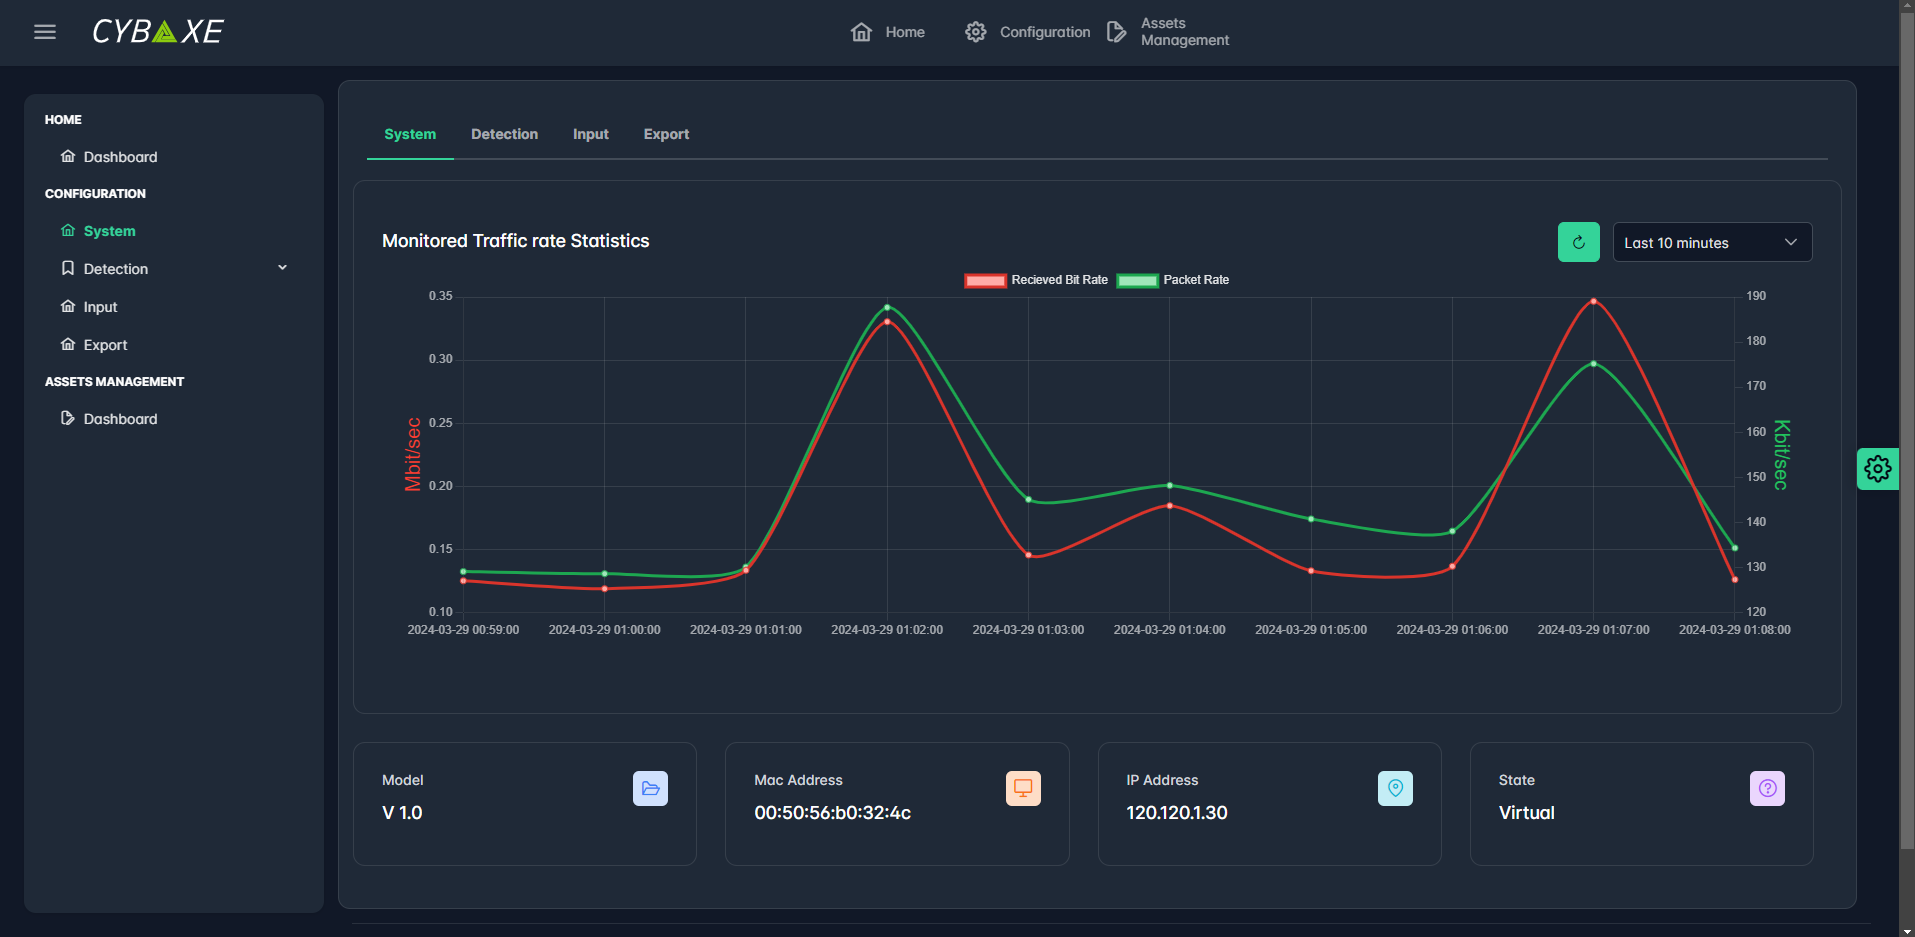 CYBAXE
Home
Configuration
Assets
Management
HOME
Dashboard
CONFIGURATION
System
Detection
Input
Export
ASSETS MANAGEMENT
Dashboard
System Detection Input Export
Monitored Traffic rate Statistics
Last 10 minutes
Recieved Bit Rate Packet Rate
Mbit/sec
0.35
0.30
0.25
0.20
0.15
0.10
190
180
170
160
150
140
130
120
Kbit/sec
2024-03-29 00:59:00 2024-03-29 01:00:00 2024-03-29 01:01:00 2024-03-29 01:02:00 2024-03-29 01:03:00 2024-03-29 01:04:00 2024-03-29 01:05:00 2024-03-29 01:06:00 2024-03-29 01:07:00 2024-03-29 01:08:00
Model
V 1.0
Mac Address
00:50:56:b0:32:4c
IP Address
120.120.1.30
State
Virtual